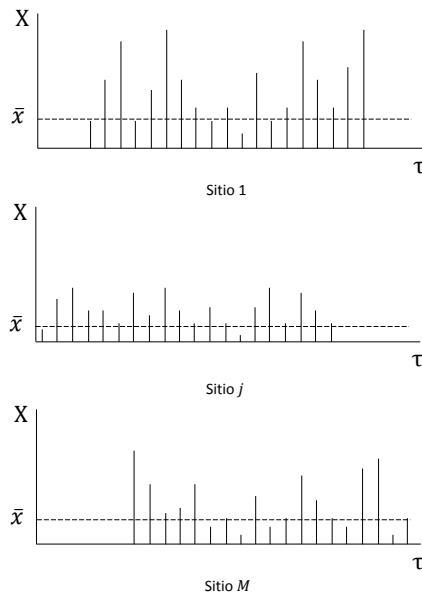 X
x̄
τ
Sitio 1
X
x̄
τ
Sitio j
X
x̄
τ
Sitio M